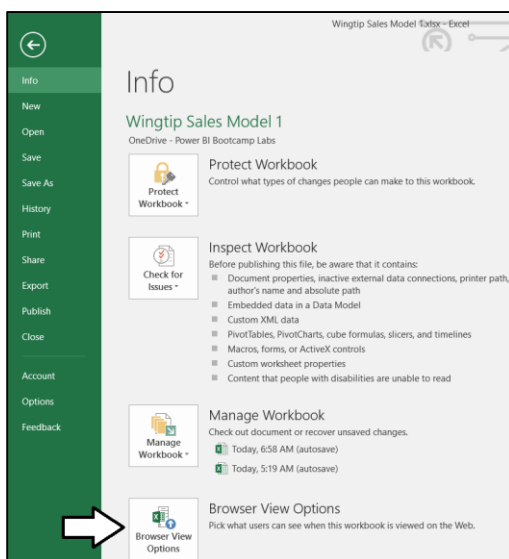 Wingtip Sales Model 1.xlsx - Excel
Info
New
Open
Save
Save As
History
Print
Share
Export
Publish
Close
Account
Options
Feedback
Info
Wingtip Sales Model 1
OneDrive - Power BI Bootcamp Labs
Protect
Workbook
Protect Workbook
Control what types of changes people can make to this workbook.
Check for
Issues
Inspect Workbook
Before publishing this file, be aware that it contains:
Document properties, inactive external data connections, printer path,
author's name and absolute path
Embedded data in a Data Model
Custom XML data
PivotTables, PivotCharts, cube formulas, slicers, and timelines
Macros, forms, or ActiveX controls
Custom worksheet properties
Content that people with disabilities are unable to read
Manage
Workbook
Manage Workbook
Check out document or recover unsaved changes.
Today, 6:58 AM (autosave)
Today, 5:19 AM (autosave)
Browser View
Options
Browser View Options
Pick what users can see when this workbook is viewed on the Web.